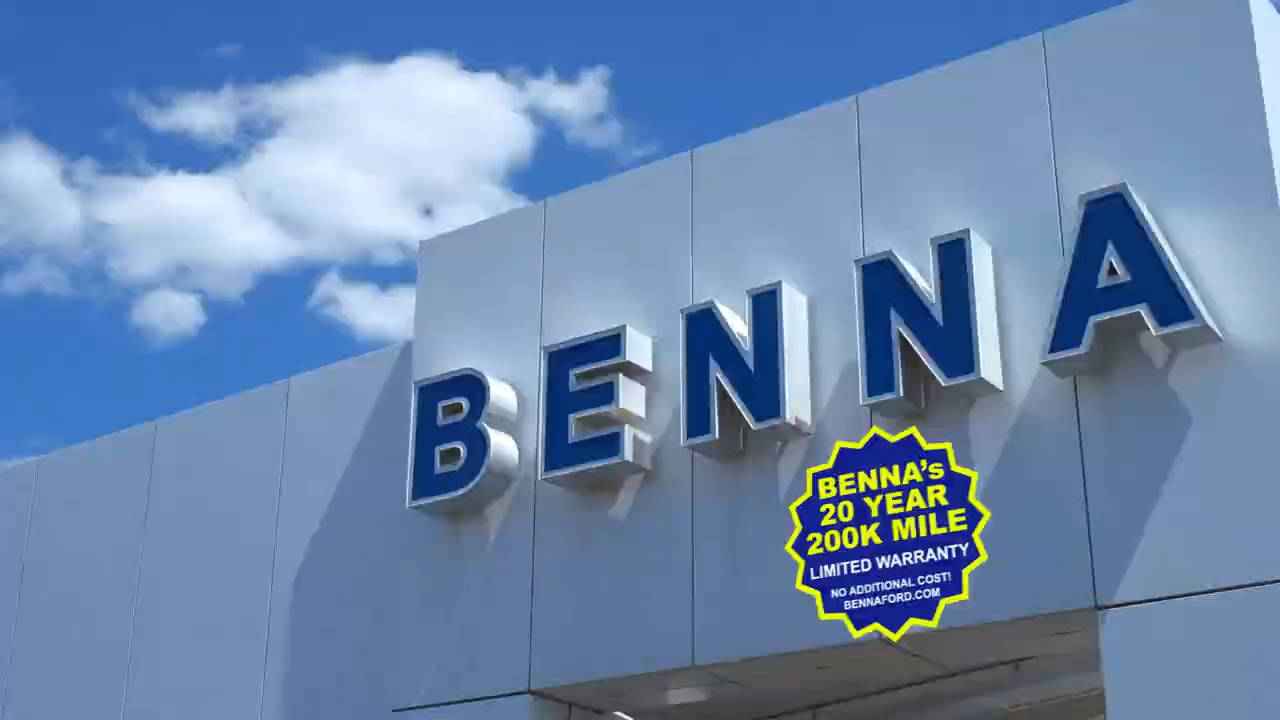 BENNA
BENNA's
20 YEAR
200K MILE
LIMITED WARRANTY
NO ADDITIONAL COST!
BENNAFORD.COM